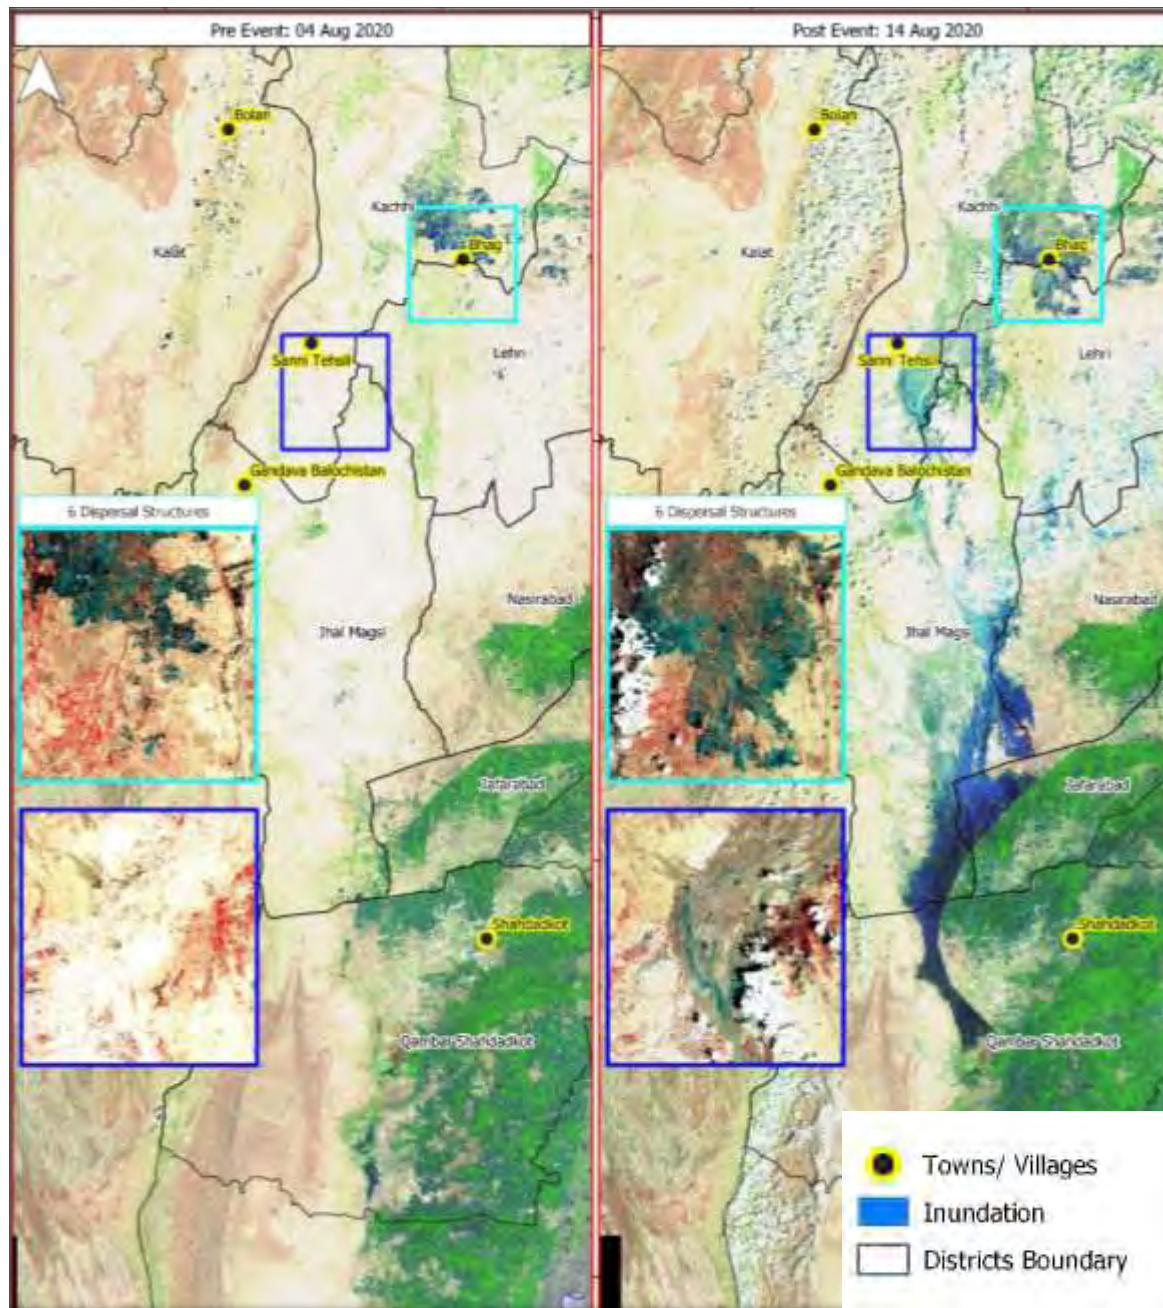 Pre Event: 04 Aug 2020
Bolan
Kachhi
Kalat
Bhag
Sanni Tehsil
Lehri
Gandava Balochistan
6 Dispersal Structures
Nasirabad
Jhal Magsi
Jafarabad
Shahdadkot
Qambar Shahdadkot
Post Event: 14 Aug 2020
Bolan
Kachhi
Kalat
Bhag
Sanni Tehsil
Lehri
Gandava Balochistan
6 Dispersal Structures
Nasirabad
Jhal Magsi
Jafarabad
Shahdadkot
Qambar Shahdadkot
Towns/ Villages
Inundation
Districts Boundary